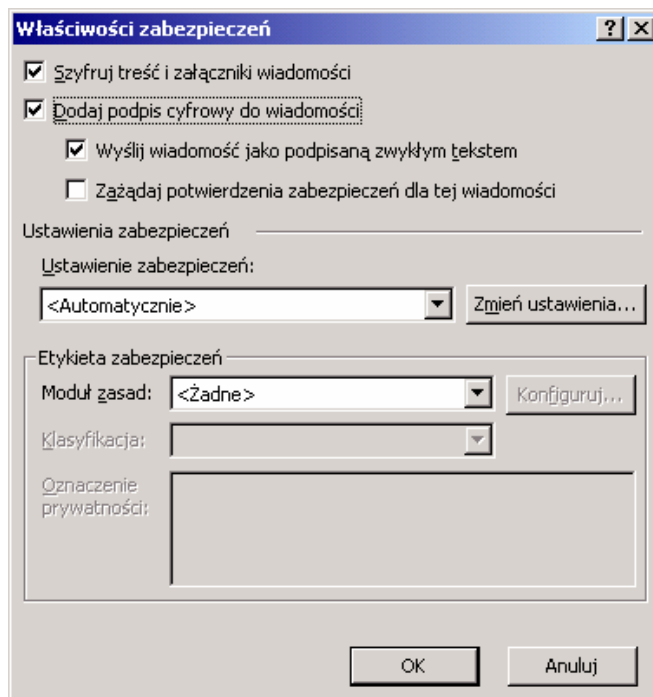 Właściwości zabezpieczeń
Szyfruj treść i załączniki wiadomości
Dodaj podpis cyfrowy do wiadomości
Wyślij wiadomość jako podpisaną zwykłym tekstem
Zażądaj potwierdzenia zabezpieczeń dla tej wiadomości
Ustawienia zabezpieczeń
Ustawienie zabezpieczeń:
<Automatycznie> Zmień ustawienia...
Etykieta zabezpieczeń
Moduł zasad: <Żadne> Konfiguruj...
Klasyfikacja:
Oznaczenie
prywatności:
OK Anuluj